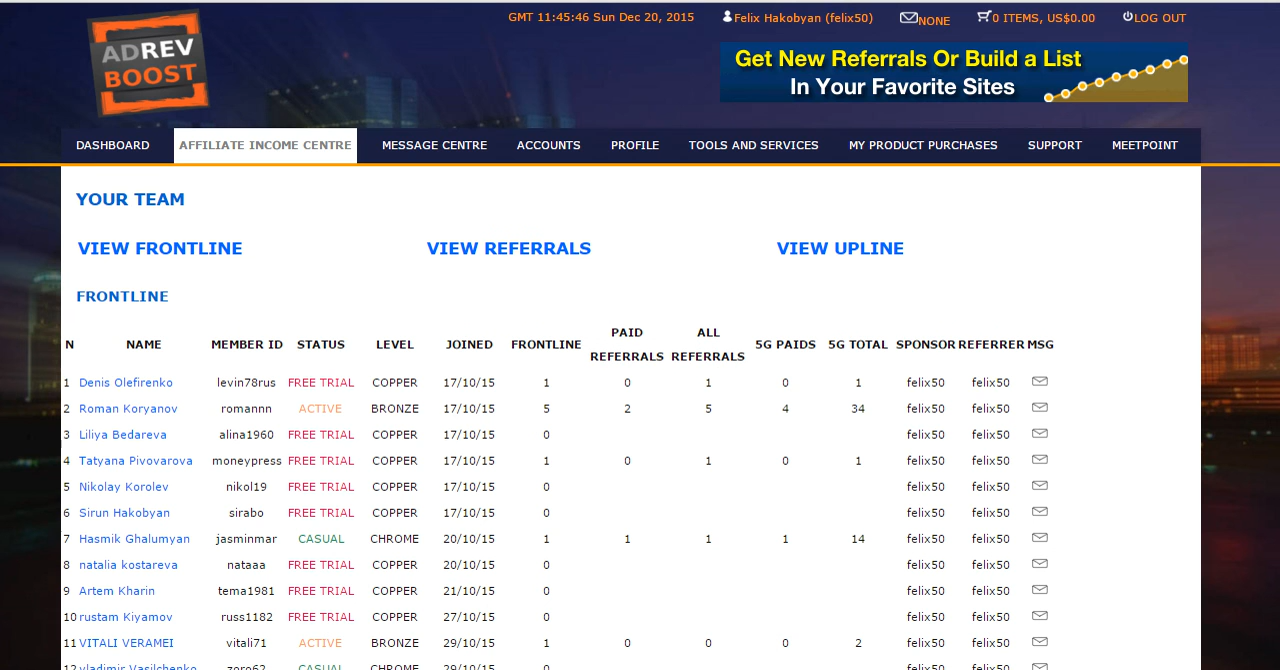 GMT 11:45:46 Sun Dec 20, 2015 Felix Hakobyan (felix50) NONE 0 ITEMS, US$0.00 LOG OUT
ADREV
BOOST
Get New Referrals Or Build a List
In Your Favorite Sites
DASHBOARD AFFILIATE INCOME CENTRE MESSAGE CENTRE ACCOUNTS PROFILE TOOLS AND SERVICES MY PRODUCT PURCHASES SUPPORT MEETPOINT
YOUR TEAM
VIEW FRONTLINE VIEW REFERRALS VIEW UPLINE
FRONTLINE
N NAME MEMBER ID STATUS LEVEL JOINED FRONTLINE PAID REFERRALS ALL REFERRALS 5G PAIDS 5G TOTAL SPONSOR REFERRER MSG
1 Denis Olefirenko levin78rus FREE TRIAL COPPER 17/10/15 1 0 1 0 1 felix50 felix50
2 Roman Koryanov romannn ACTIVE BRONZE 17/10/15 5 2 5 4 34 felix50 felix50
3 Liliya Bedareva alina1960 FREE TRIAL COPPER 17/10/15 0 felix50 felix50
4 Tatyana Pivovarova moneypress FREE TRIAL COPPER 17/10/15 1 0 1 0 1 felix50 felix50
5 Nikolay Korolev nikol19 FREE TRIAL COPPER 17/10/15 0 felix50 felix50
6 Sirun Hakobyan sirabo FREE TRIAL COPPER 17/10/15 0 felix50 felix50
7 Hasmik Ghalumyan jasminmar CASUAL CHROME 20/10/15 1 1 1 1 14 felix50 felix50
8 natalia kostareva nataaa FREE TRIAL COPPER 20/10/15 0 felix50 felix50
9 Artem Kharin tema1981 FREE TRIAL COPPER 21/10/15 0 felix50 felix50
10 rustam Kiyamov russ1182 FREE TRIAL COPPER 27/10/15 0 felix50 felix50
11 VITALI VERAMEI vitali71 ACTIVE BRONZE 29/10/15 1 0 0 0 2 felix50 felix50
12 vladimir Vasilchenko zoro62 CASUAL CHROME 29/10/15 0 felix50 felix50